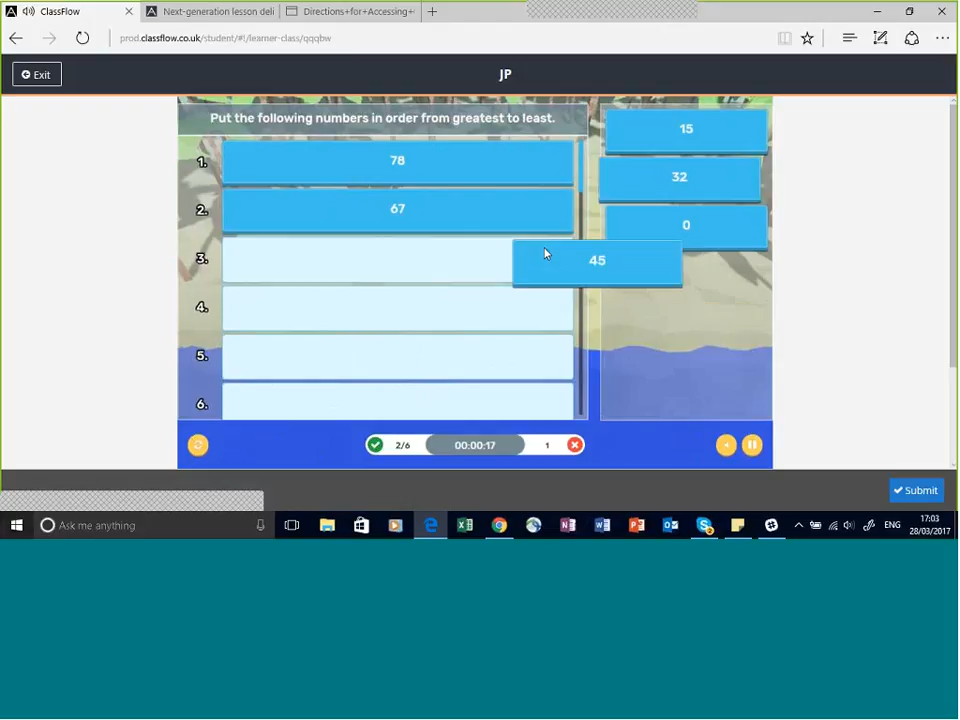 ClassFlow
Next-generation lesson deli
Directions+for+Accessing+
prod.classflow.co.uk/student/#!/learner-class/qqqbw
Exit
JP
Put the following numbers in order from greatest to least.
1. 78
2. 67
3.
4.
5.
6.
15
32
0
45
2/6
00:00:17
1
Submit
Ask me anything
ENG
17:03
28/03/2017